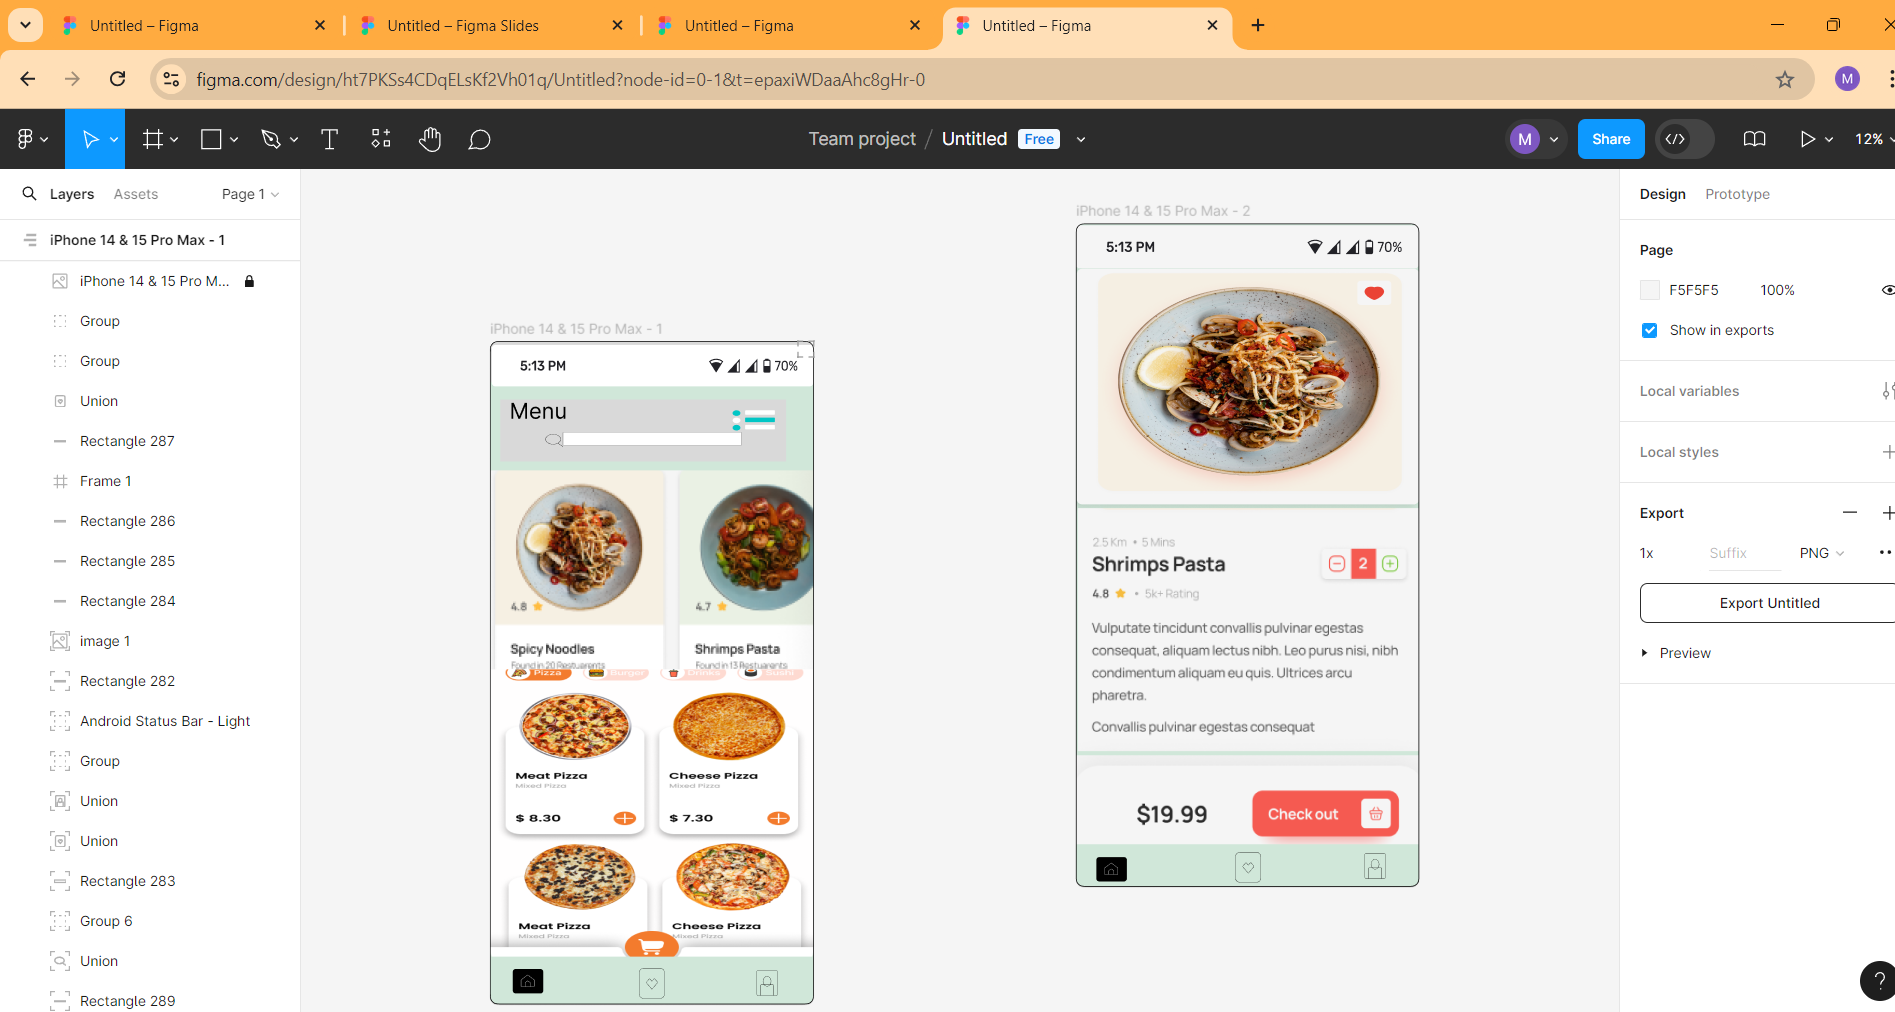 Untitled – Figma
Untitled – Figma Slides
Untitled – Figma
Untitled – Figma
figma.com/design/ht7PKSs4CDqELsKf2Vh01q/Untitled?node-id=0-1&t=epaxiWDaaAhc8gHr-0
M
Team project / Untitled Free
M
Share
12%
Layers
Assets
Page 1
iPhone 14 & 15 Pro Max - 1
iPhone 14 & 15 Pro M...
Group
Group
Union
Rectangle 287
Frame 1
Rectangle 286
Rectangle 285
Rectangle 284
image 1
Rectangle 282
Android Status Bar - Light
Group
Union
Union
Rectangle 283
Group 6
Union
Rectangle 289
iPhone 14 & 15 Pro Max - 1
5:13 PM
70%
Menu
4.8
4.7
Spicy Noodles
Shrimps Pasta
Found in 20 Restuarents
Found in 13 Restuarents
Pizza
Burger
Drinks
Sushi
Meat Pizza
Cheese Pizza
Mixed Pizza
Mixed Pizza
$ 8.30
$ 7.30
Meat Pizza
Cheese Pizza
Mixed Pizza
Mixed Pizza
iPhone 14 & 15 Pro Max - 2
5:13 PM
70%
2.5 Km • 5 Mins
Shrimps Pasta
2
4.8 • 5k+ Rating
Vulputate tincidunt convallis pulvinar egestas
consequat, aliquam lectus nibh. Leo purus nisi, nibh
condimentum aliquam eu quis. Ultrices arcu
pharetra.
Convallis pulvinar egestas consequat
$19.99
Check out
Design
Prototype
Page
F5F5F5
100%
Show in exports
Local variables
Local styles
Export
1x
Suffix
PNG
Export Untitled
Preview
?